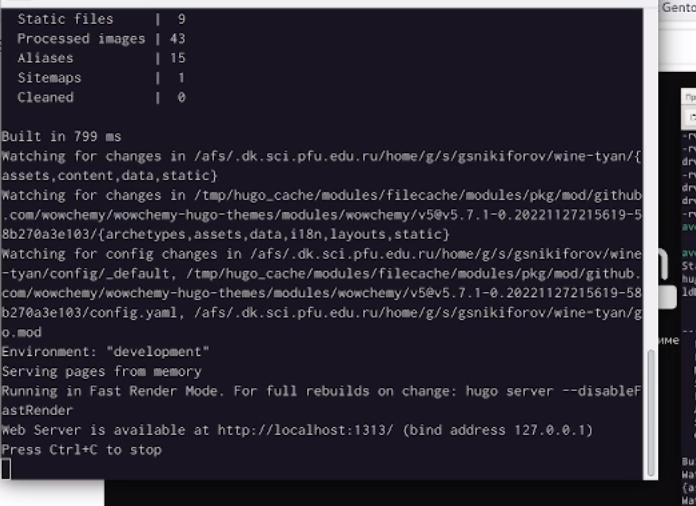 Static files | 9
Processed images | 43
Aliases | 15
Sitemaps | 1
Cleaned | 0
Built in 799 ms
Watching for changes in /afs/.dk.sci.pfu.edu.ru/home/g/s/gsnikiforov/wine-tyan/{
assets,content,data,static}
Watching for changes in /tmp/hugo_cache/modules/filecache/modules/pkg/mod/github
.com/wowchemy/wowchemy-hugo-themes/modules/wowchemy/v5@v5.7.1-0.20221127215619-5
8b270a3e103/{archetypes,assets,data,i18n,layouts,static}
Watching for config changes in /afs/.dk.sci.pfu.edu.ru/home/g/s/gsnikiforov/wine
-tyan/config/_default, /tmp/hugo_cache/modules/filecache/modules/pkg/mod/github.
com/wowchemy/wowchemy-hugo-themes/modules/wowchemy/v5@v5.7.1-0.20221127215619-58
b270a3e103/config.yaml, /afs/.dk.sci.pfu.edu.ru/home/g/s/gsnikiforov/wine-tyan/g
o.mod
Environment: "development"
Serving pages from memory
Running in Fast Render Mode. For full rebuilds on change: hugo server --disableF
astRender
Web Server is available at http://localhost:1313/ (bind address 127.0.0.1)
Press Ctrl+C to stop
Gento